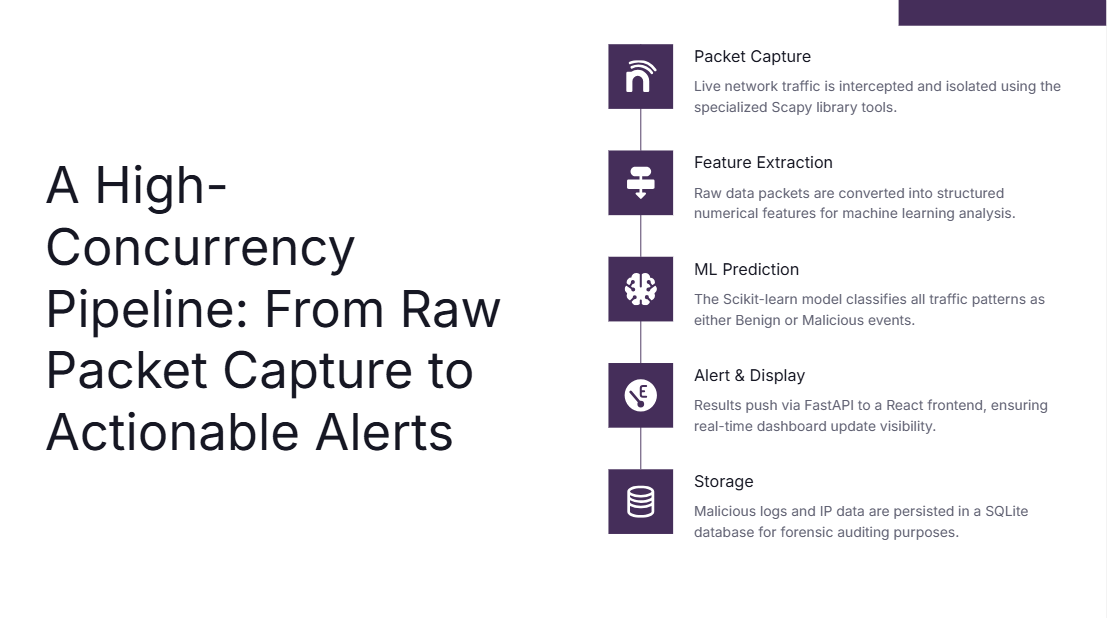 A High-
Concurrency
Pipeline: From Raw
Packet Capture to
Actionable Alerts
Packet Capture
Live network traffic is intercepted and isolated using the
specialized Scapy library tools.
Feature Extraction
Raw data packets are converted into structured
numerical features for machine learning analysis.
ML Prediction
The Scikit-learn model classifies all traffic patterns as
either Benign or Malicious events.
Alert & Display
E
Results push via FastAPI to a React frontend, ensuring
real-time dashboard update visibility.
Storage
Malicious logs and IP data are persisted in a SQLite
database for forensic auditing purposes.